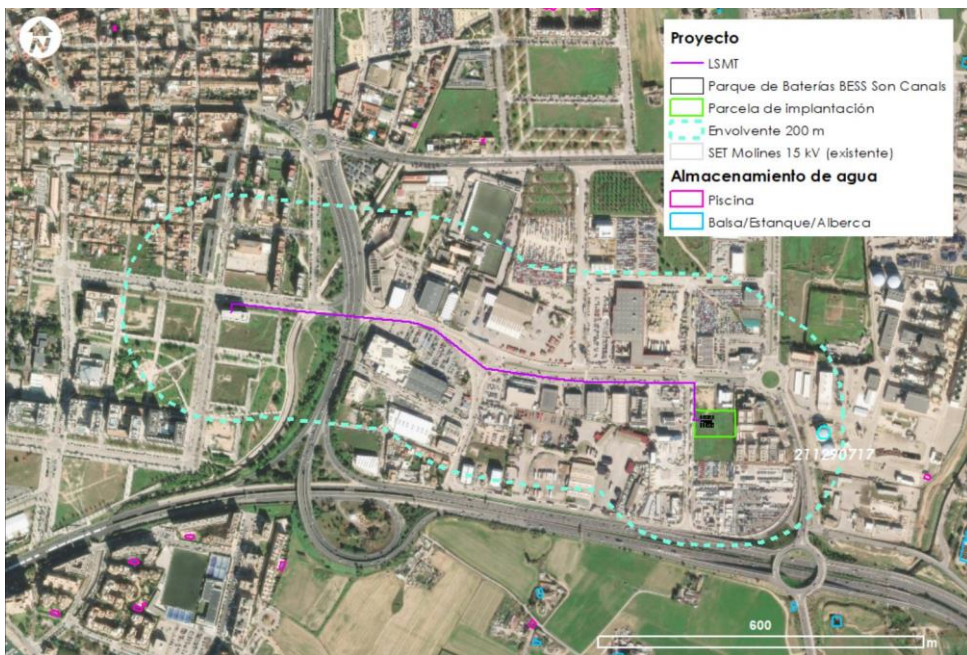 N
Proyecto
LSMT
Parque de Baterías BESS Son Canals
Parcela de implantación
Envolvente 200 m
SET Molines 15 kV (existente)
Almacenamiento de agua
Piscina
Balsa/Estanque/Alberca
211290717
600
m